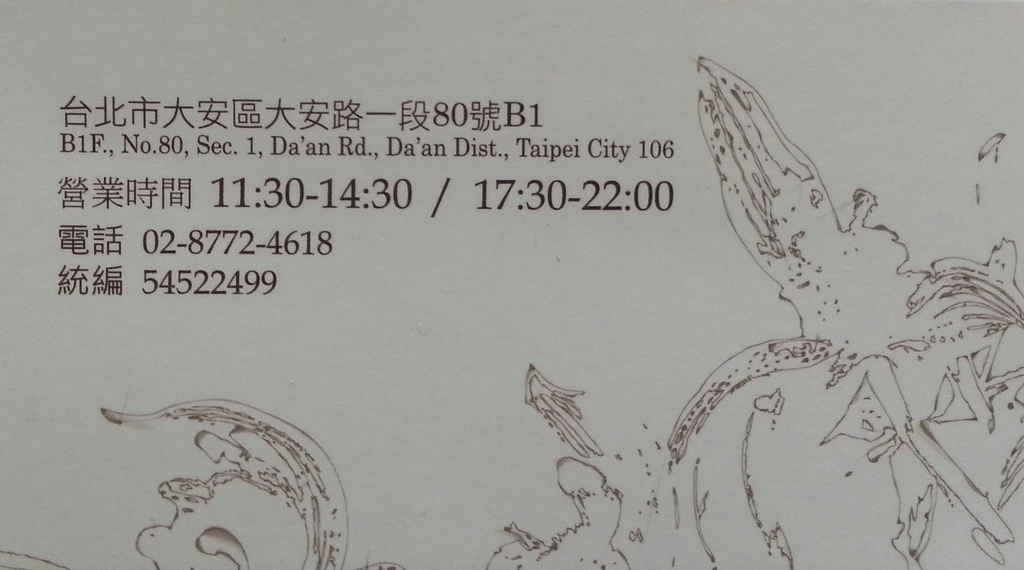 台北市大安區大安路一段80號B1
B1F., No.80, Sec. 1, Da'an Rd., Da'an Dist., Taipei City 106
營業時間 11:30-14:30 / 17:30-22:00
電話 02-8772-4618
統編 54522499